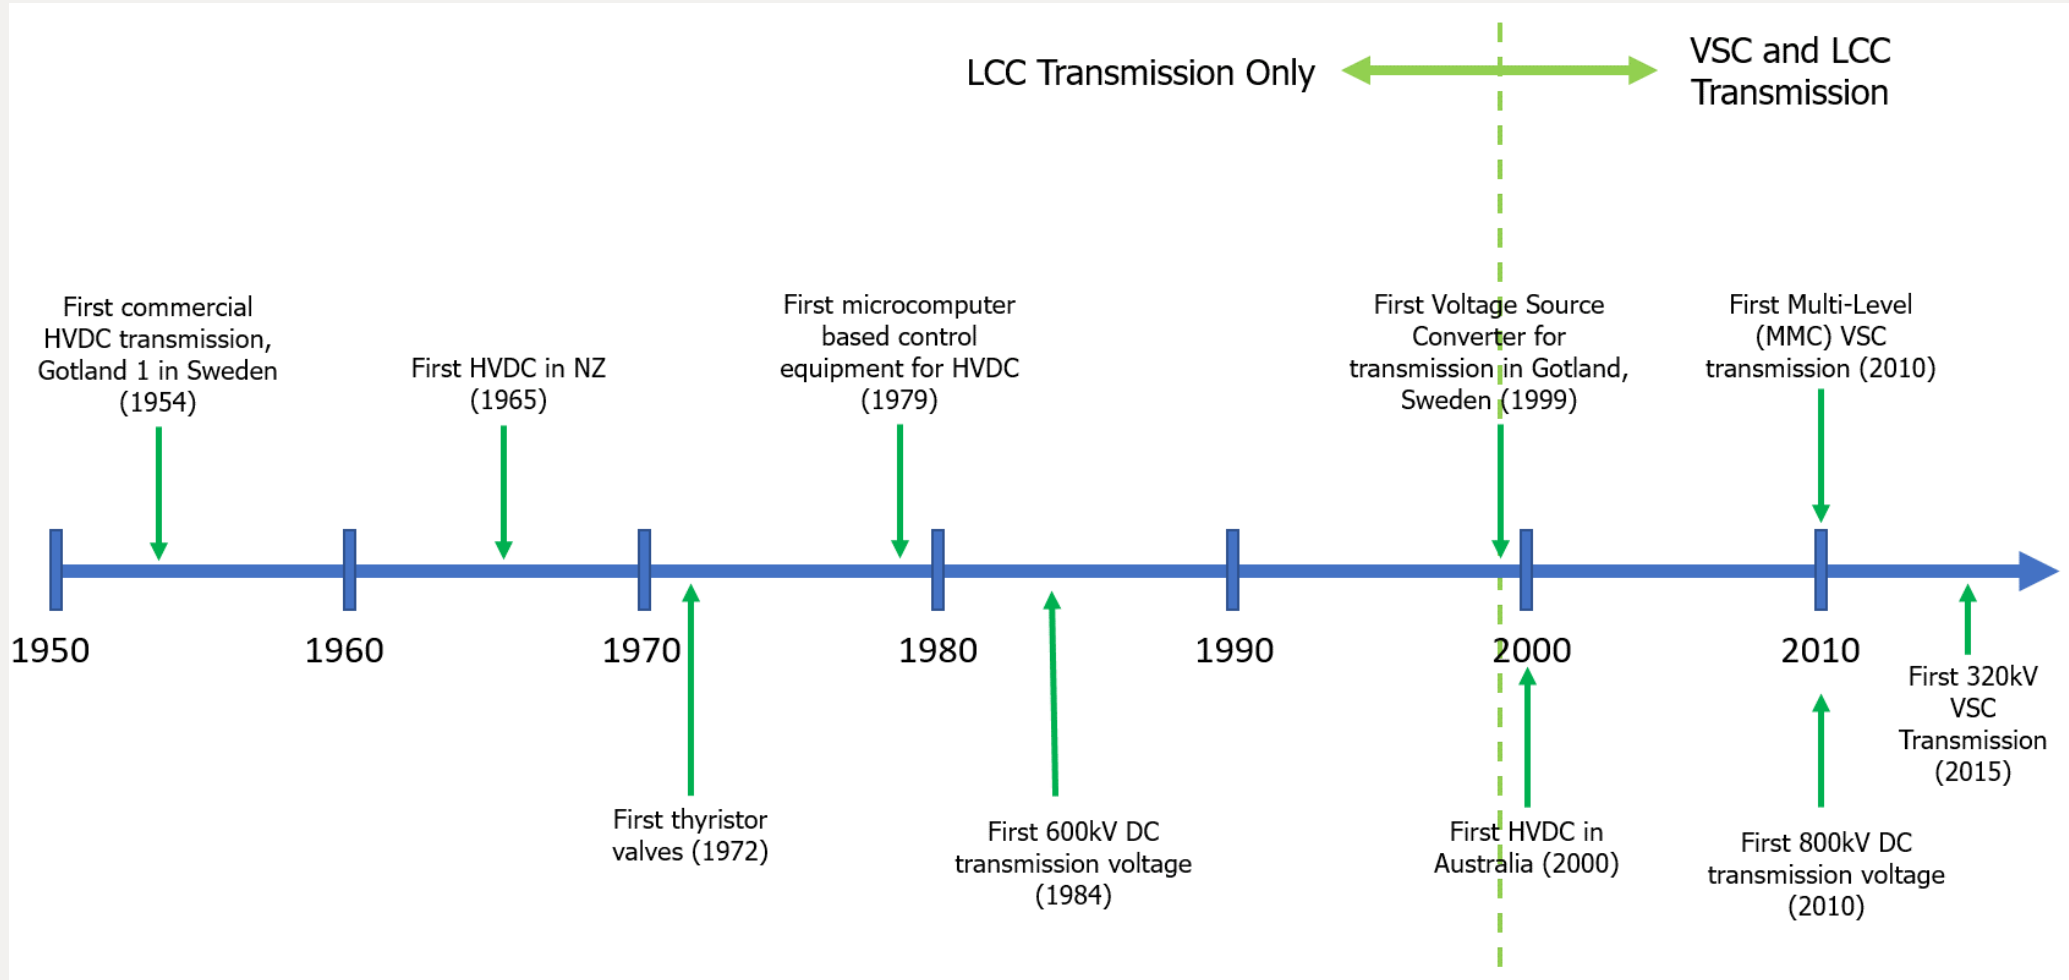 LCC Transmission Only
VSC and LCC
Transmission
First commercial
HVDC transmission,
Gotland 1 in Sweden
(1954)
First HVDC in NZ
(1965)
First microcomputer
based control
equipment for HVDC
(1979)
First Voltage Source
Converter for
transmission in Gotland,
Sweden (1999)
First Multi-Level
(MMC) VSC
transmission (2010)
1950
1960
1970
1980
1990
2000
2010
First thyristor
valves (1972)
First 600kV DC
transmission voltage
(1984)
First HVDC in
Australia (2000)
First 800kV DC
transmission voltage
(2010)
First 320kV
VSC
Transmission
(2015)